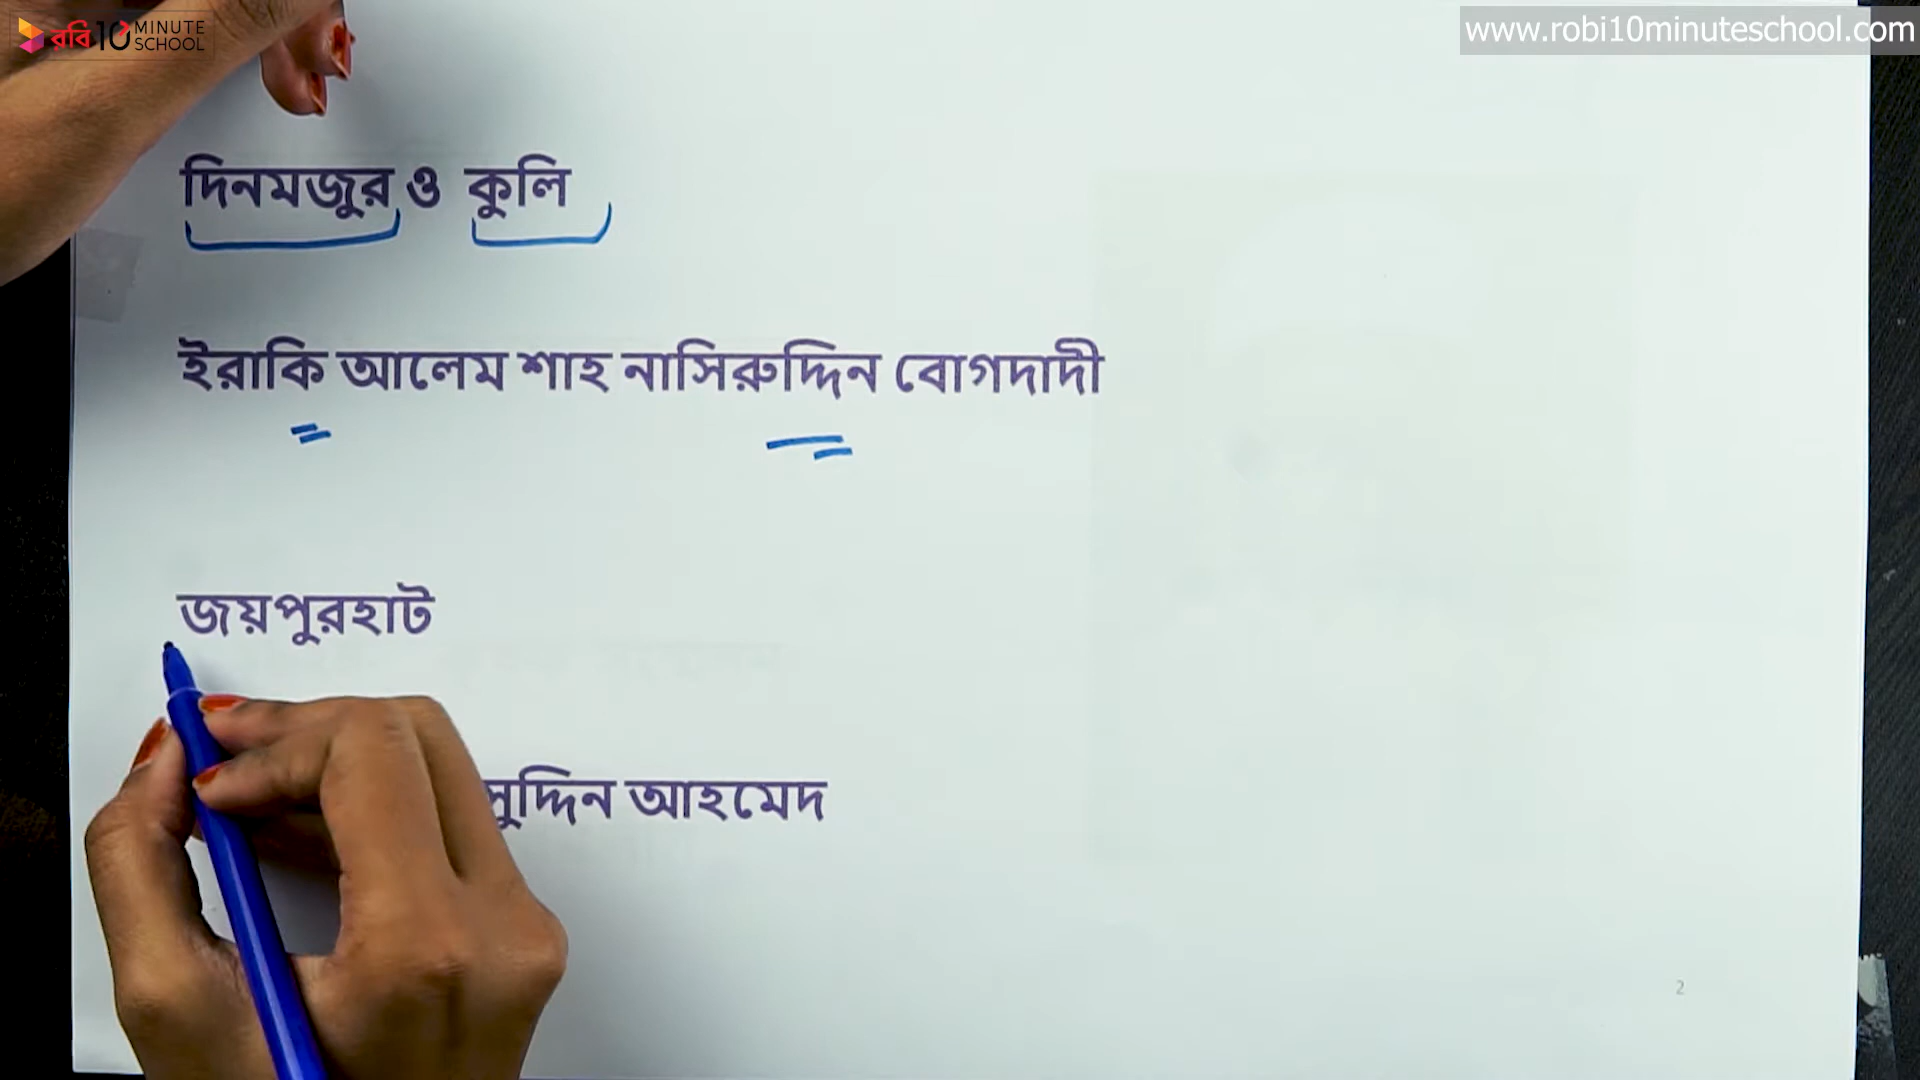 রবি 10 MINUTE SCHOOL
www.robi10minuteschool.com
দিনমজুর ও কুলি
ইরাকি আলেম শাহ নাসিরুদ্দিন বোগদাদী
জয়পুরহাট
আহমেদ
2